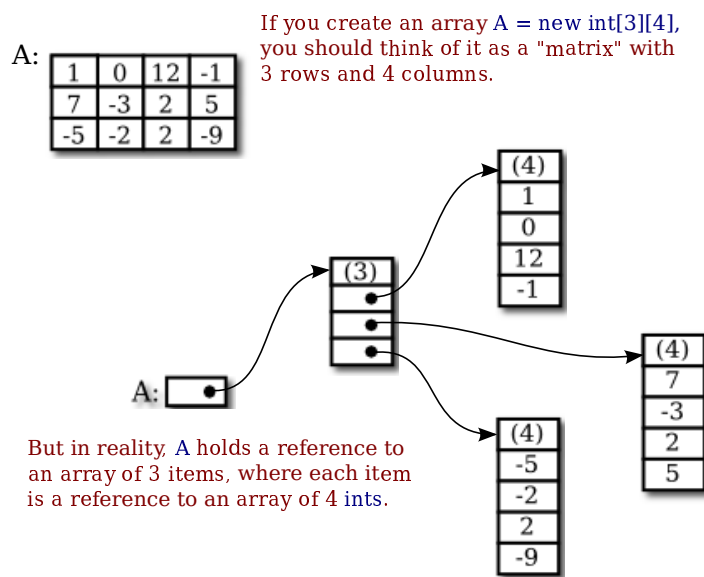 If you create an array A = new int[3][4],
you should think of it as a "matrix" with
3 rows and 4 columns.
A:
1 0 12 -1
7 -3 2 5
-5 -2 2 -9
(4)
1
0
12
-1
(3)
A:
(4)
7
-3
2
5
(4)
-5
-2
2
-9
But in reality, A holds a reference to
an array of 3 items, where each item
is a reference to an array of 4 ints.